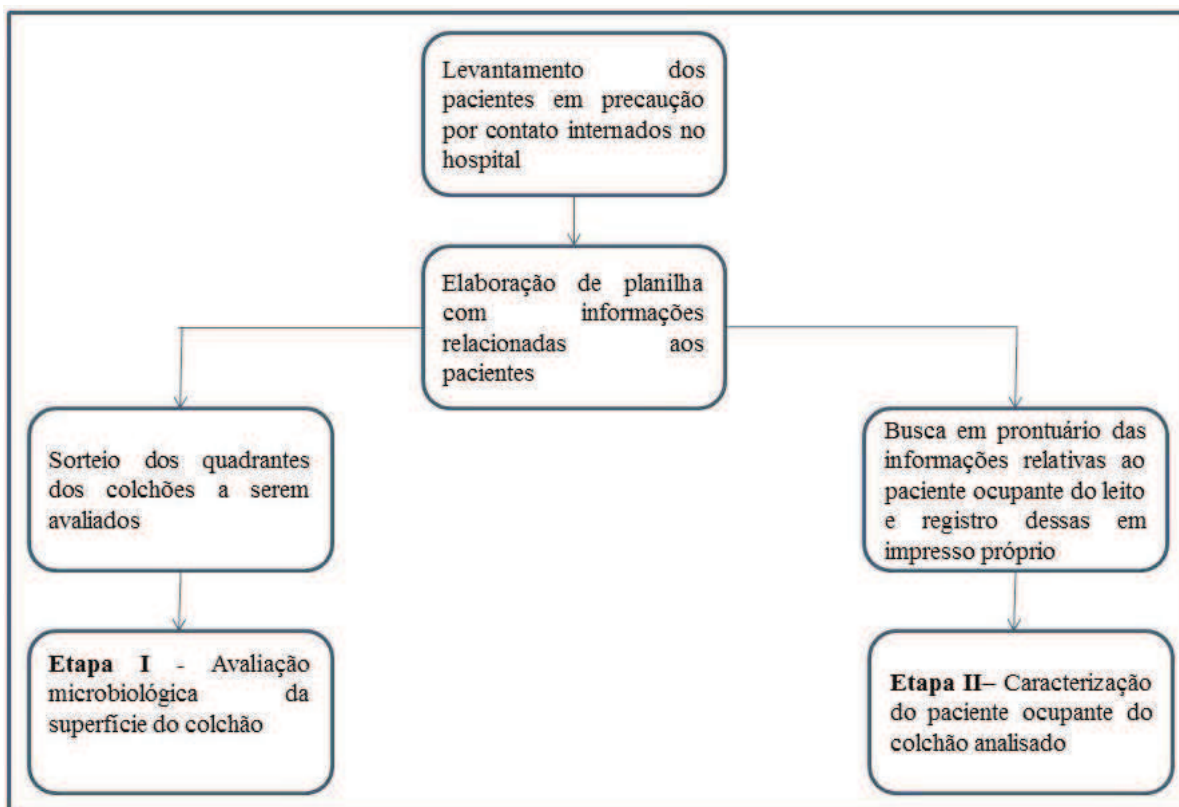 Levantamento dos
pacientes em precaução
por contato internados no
hospital
Elaboração de planilha
com informações
relacionadas aos
pacientes
Sorteio dos quadrantes
dos colchões a serem
avaliados
Busca em prontuário das
informações relativas ao
paciente ocupante do leito
e registro dessas em
impresso próprio
Etapa I - Avaliação
microbiológica da
superfície do colchão
Etapa II– Caracterização
do paciente ocupante do
colchão analisado